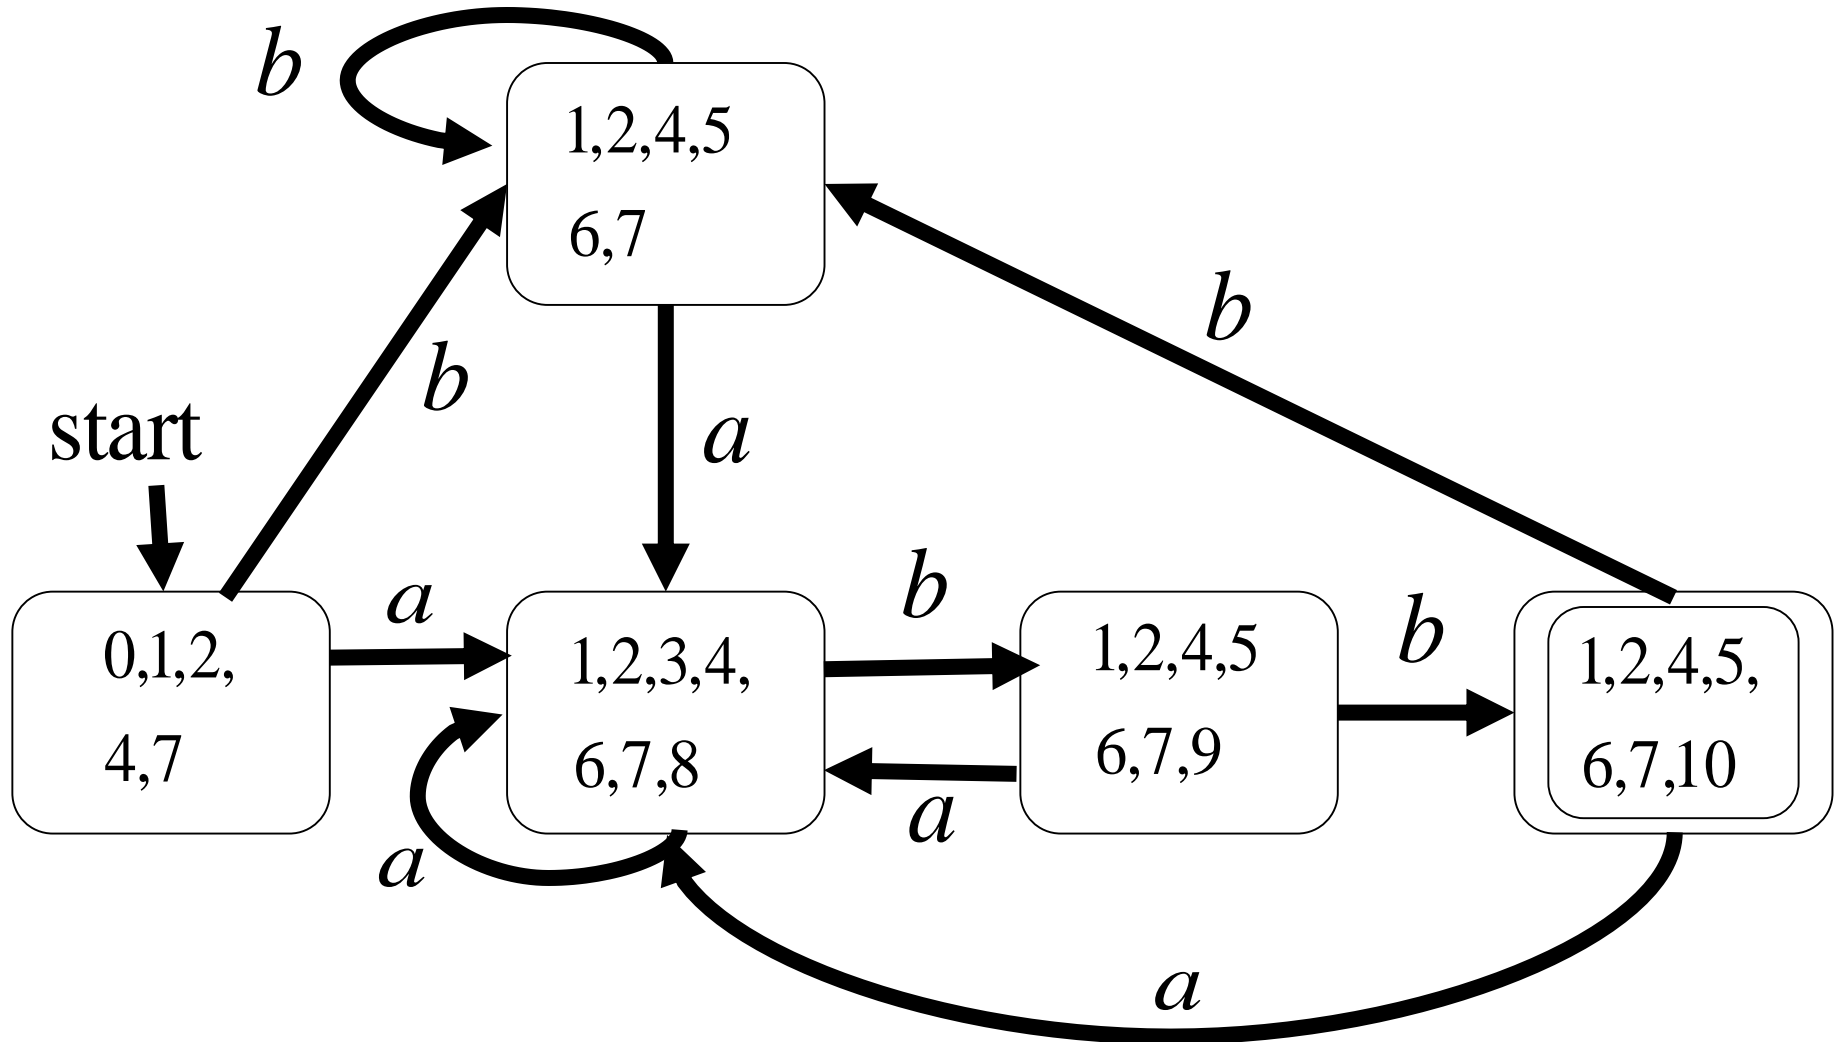 b
1,2,4,5
6,7
b
b
start
a
a
b
b
0,1,2,
4,7
1,2,3,4,
6,7,8
1,2,4,5
6,7,9
1,2,4,5,
6,7,10
a
a
a